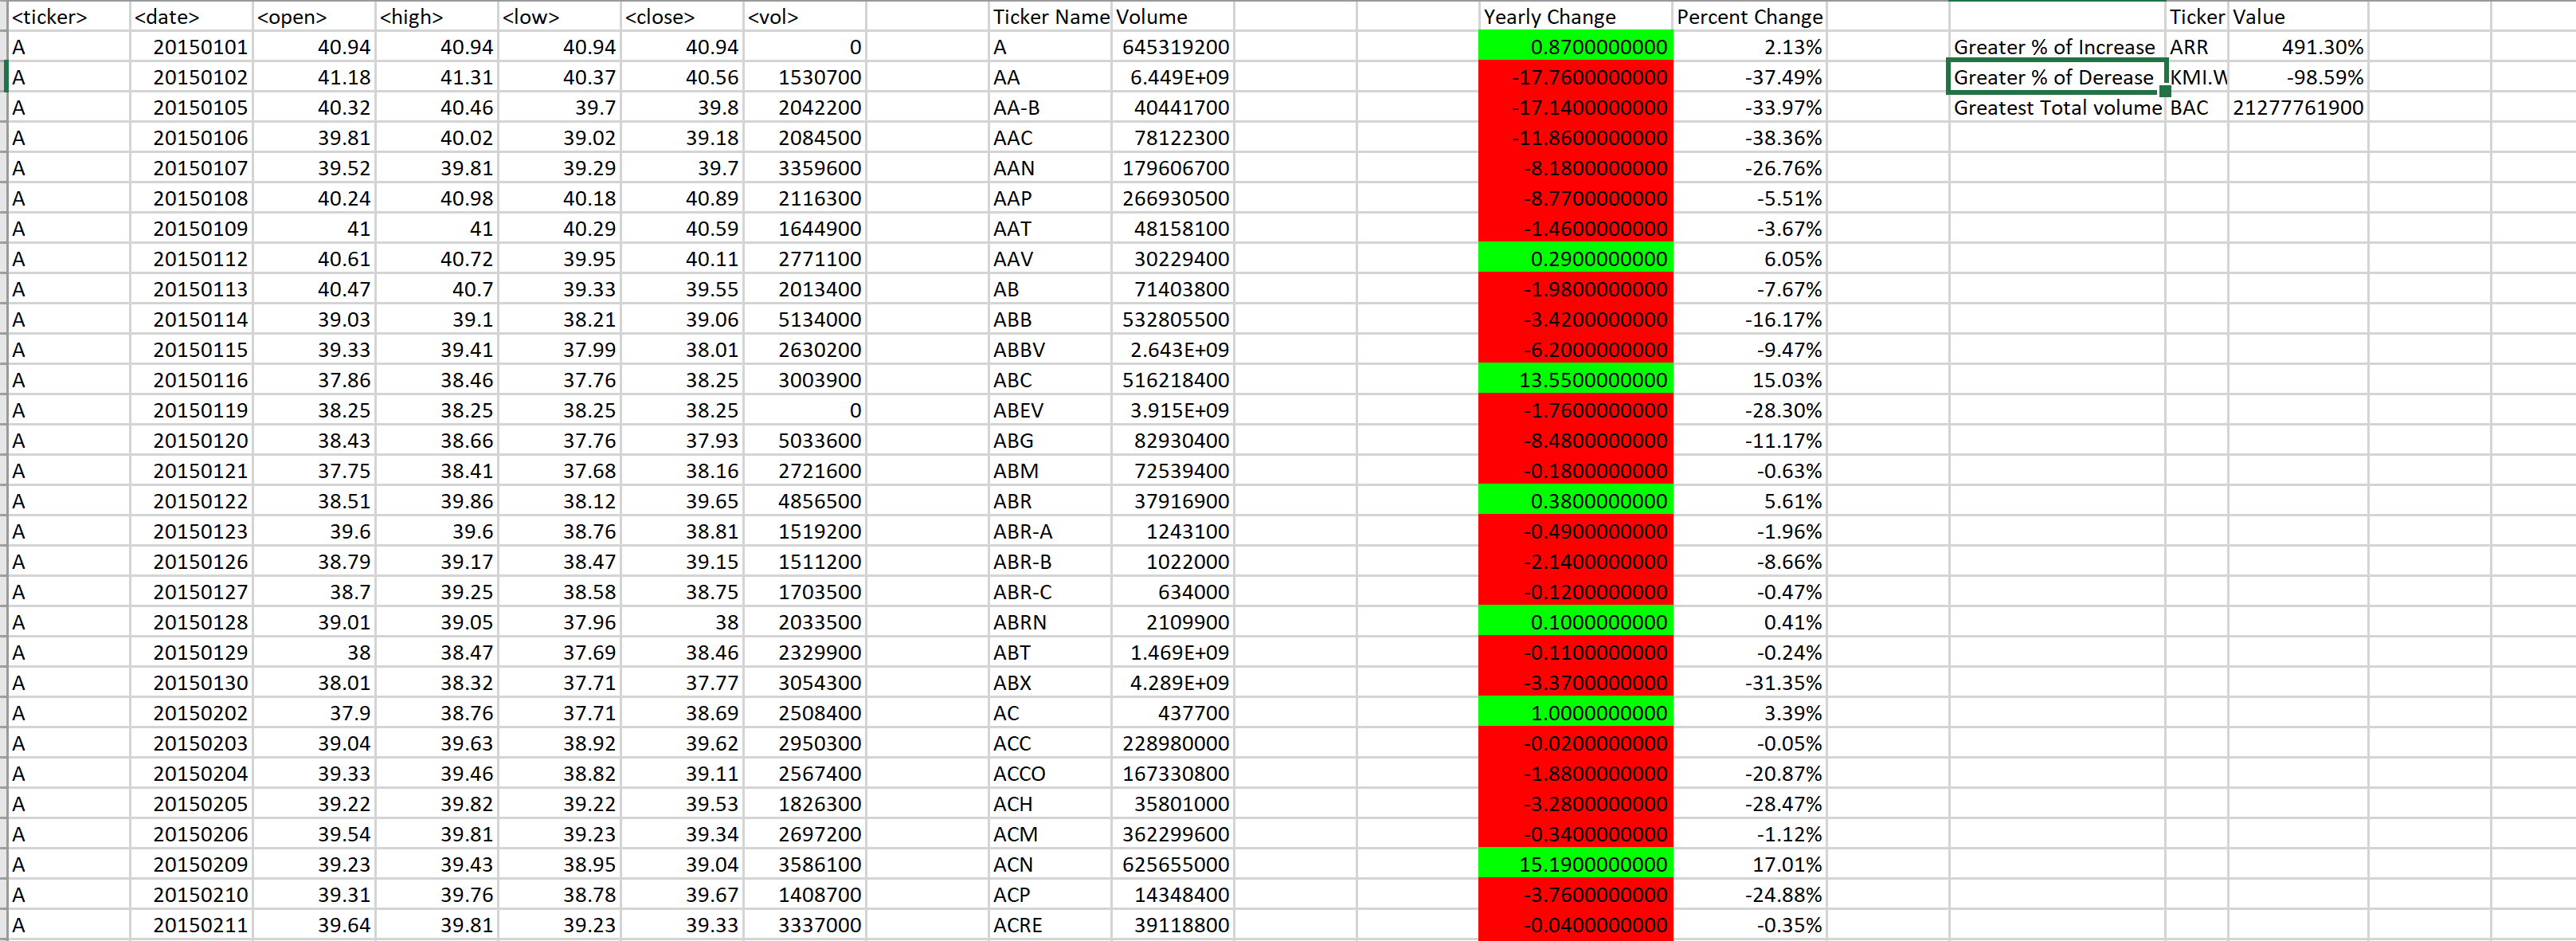 <ticker> <date> <open> <high> <low> <close> <vol> Ticker Name Volume Yearly Change Percent Change Ticker Value
A 20150101 40.94 40.94 40.94 40.94 0 A 645319200 0.8700000000 2.13% Greater % of Increase ARR 491.30%
A 20150102 41.18 41.31 40.37 40.56 1530700 AA 6.449E+09 -17.7600000000 -37.49% Greater % of Derease KMI.W -98.59%
A 20150105 40.32 40.46 39.7 39.8 2042200 AA-B 40441700 -17.1400000000 -33.97% Greatest Total volume BAC 21277761900
A 20150106 39.81 40.02 39.02 39.18 2084500 AAC 78122300 -11.8600000000 -38.36%
A 20150107 39.52 39.81 39.29 39.7 3359600 AAN 179606700 -8.1800000000 -26.76%
A 20150108 40.24 40.98 40.18 40.89 2116300 AAP 266930500 -8.7700000000 -5.51%
A 20150109 41 41 40.29 40.59 1644900 AAT 48158100 -1.4600000000 -3.67%
A 20150112 40.61 40.72 39.95 40.11 2771100 AAV 30229400 0.2900000000 6.05%
A 20150113 40.47 40.7 39.33 39.55 2013400 AB 71403800 -1.9800000000 -7.67%
A 20150114 39.03 39.1 38.21 39.06 5134000 ABB 532805500 -3.4200000000 -16.17%
A 20150115 39.33 39.41 37.99 38.01 2630200 ABBV 2.643E+09 -6.2000000000 -9.47%
A 20150116 37.86 38.46 37.76 38.25 3003900 ABC 516218400 13.5500000000 15.03%
A 20150119 38.25 38.25 38.25 38.25 0 ABEV 3.915E+09 -1.7600000000 -28.30%
A 20150120 38.43 38.66 37.76 37.93 5033600 ABG 82930400 -8.4800000000 -11.17%
A 20150121 37.75 38.41 37.68 38.16 2721600 ABM 72539400 -0.1800000000 -0.63%
A 20150122 38.51 39.86 38.12 39.65 4856500 ABR 37916900 0.3800000000 5.61%
A 20150123 39.6 39.6 38.76 38.81 1519200 ABR-A 1243100 -0.4900000000 -1.96%
A 20150126 38.79 39.17 38.47 39.15 1511200 ABR-B 1022000 -2.1400000000 -8.66%
A 20150127 38.7 39.25 38.58 38.75 1703500 ABR-C 634000 -0.1200000000 -0.47%
A 20150128 39.01 39.05 37.96 38 2033500 ABRN 2109900 0.1000000000 0.41%
A 20150129 38 38.47 37.69 38.46 2329900 ABT 1.469E+09 -0.1100000000 -0.24%
A 20150130 38.01 38.32 37.71 37.77 3054300 ABX 4.289E+09 -3.3700000000 -31.35%
A 20150202 37.9 38.76 37.71 38.69 2508400 AC 437700 1.0000000000 3.39%
A 20150203 39.04 39.63 38.92 39.62 2950300 ACC 228980000 -0.0200000000 -0.05%
A 20150204 39.33 39.46 38.82 39.11 2567400 ACCO 167330800 -1.8800000000 -20.87%
A 20150205 39.22 39.82 39.22 39.53 1826300 ACH 35801000 -3.2800000000 -28.47%
A 20150206 39.54 39.81 39.23 39.34 2697200 ACM 362299600 -0.3400000000 -1.12%
A 20150209 39.23 39.43 38.95 39.04 3586100 ACN 625655000 15.1900000000 17.01%
A 20150210 39.31 39.76 38.78 39.67 1408700 ACP 14348400 -3.7600000000 -24.88%
A 20150211 39.64 39.81 39.23 39.33 3337000 ACRE 39118800 -0.0400000000 -0.35%